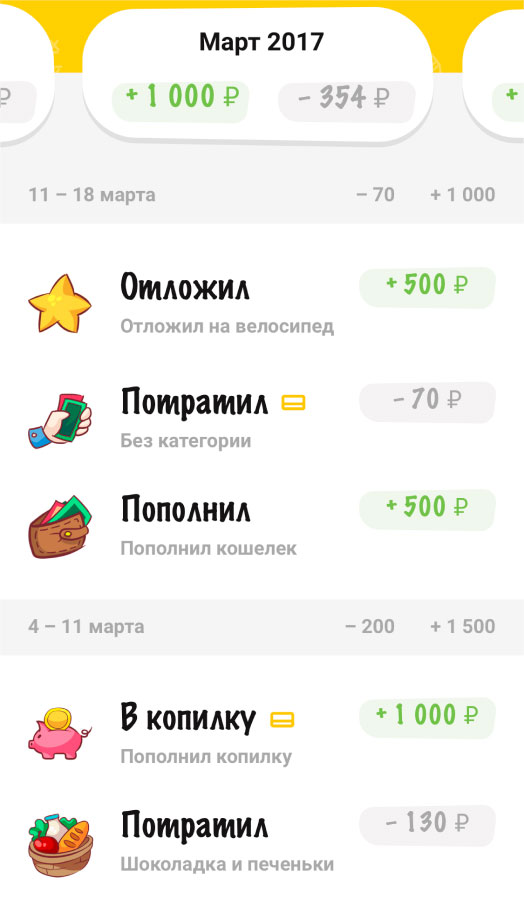 Март 2017
₽
+ 1 000 ₽
– 354 ₽
+
11 – 18 марта
– 70
+ 1 000
Отложил
+ 500 ₽
Отложил на велосипед
Потратил
– 70 ₽
Без категории
Пополнил
+ 500 ₽
Пополнил кошелек
4 – 11 марта
– 200
+ 1 500
В копилку
+ 1 000 ₽
Пополнил копилку
Потратил
– 130 ₽
Шоколадка и печеньки